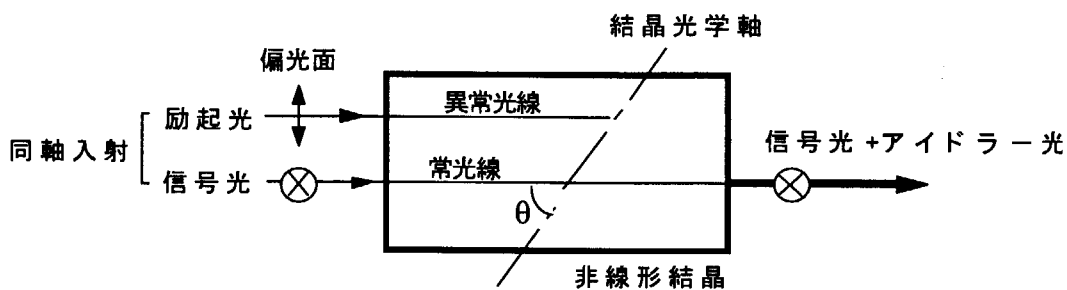 結晶光学軸
偏光面
励起光
異常光線
同軸入射
信号光
常光線
θ
信号光+アイドラー光
非線形結晶